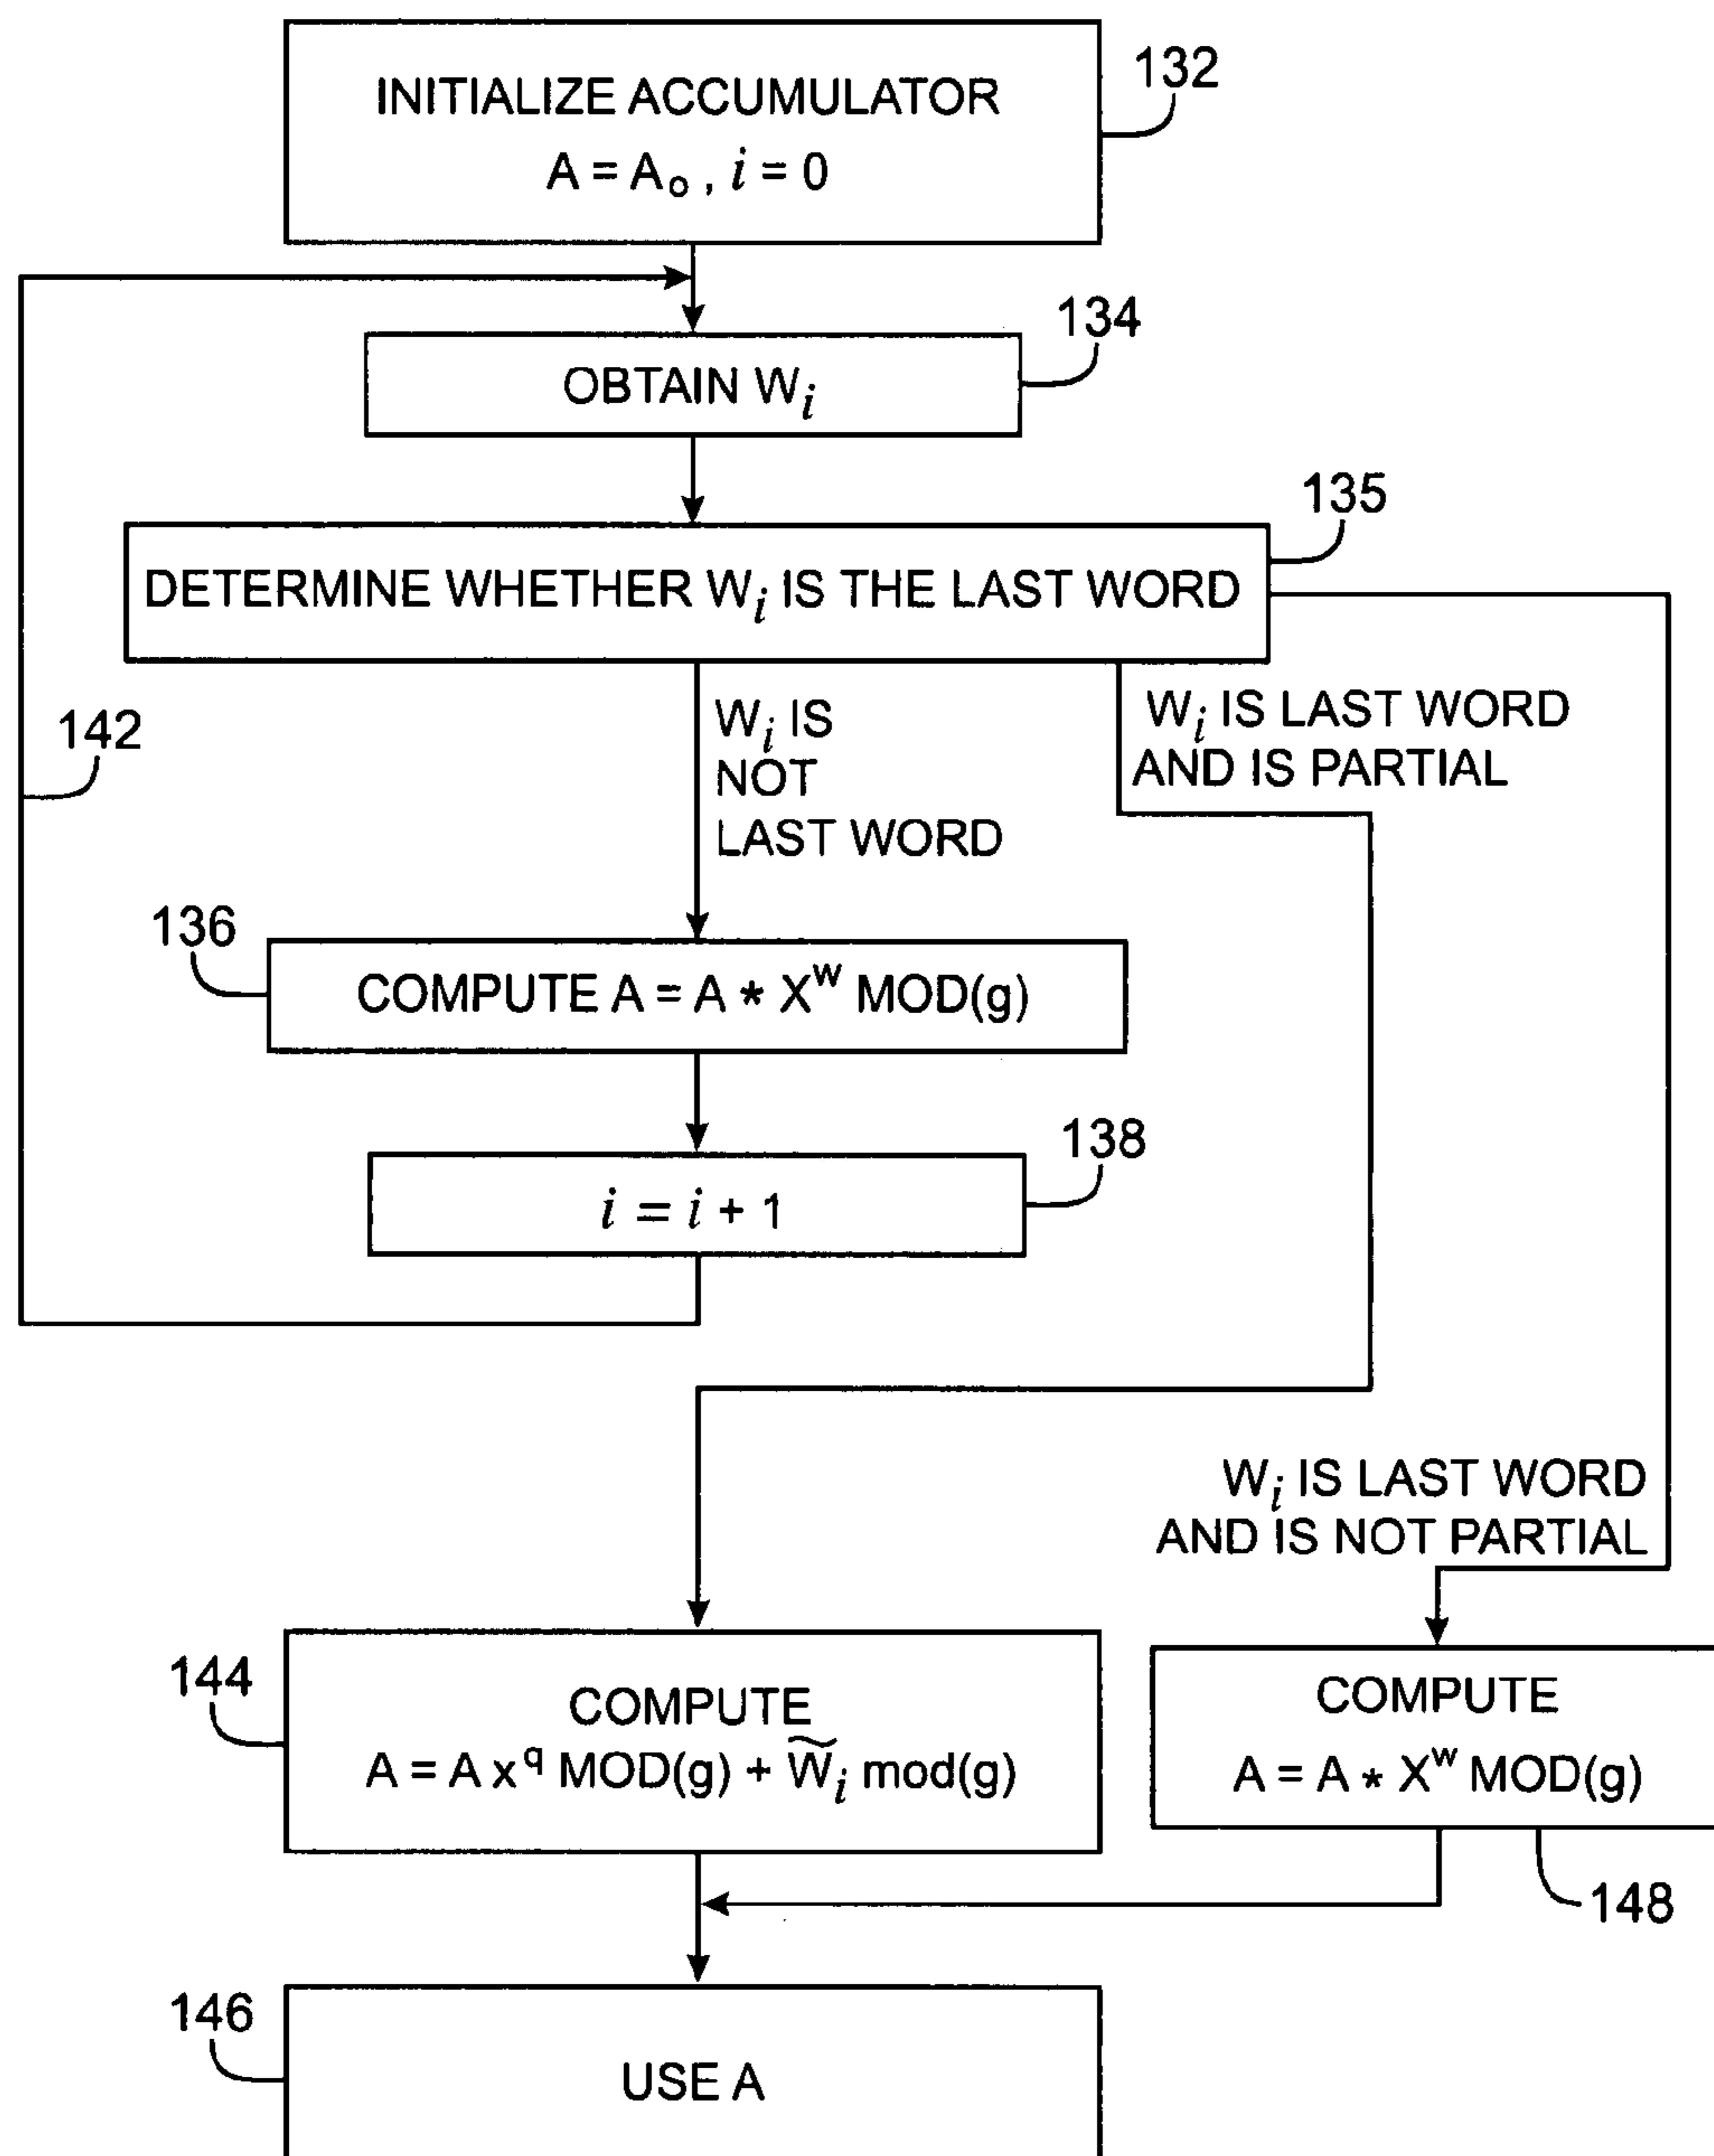 INITIALIZE ACCUMULATOR
A = A₀ , i = 0
132
OBTAIN Wᵢ
134
135
DETERMINE WHETHER Wᵢ IS THE LAST WORD
142
Wᵢ IS
NOT
LAST WORD
Wᵢ IS LAST WORD
AND IS PARTIAL
136
COMPUTE A = A * X^W MOD(g)
138
i = i + 1
Wᵢ IS LAST WORD
AND IS NOT PARTIAL
144
COMPUTE
A = A x^q MOD(g) + W̃ᵢ mod(g)
COMPUTE
A = A * X^W MOD(g)
148
146
USE A